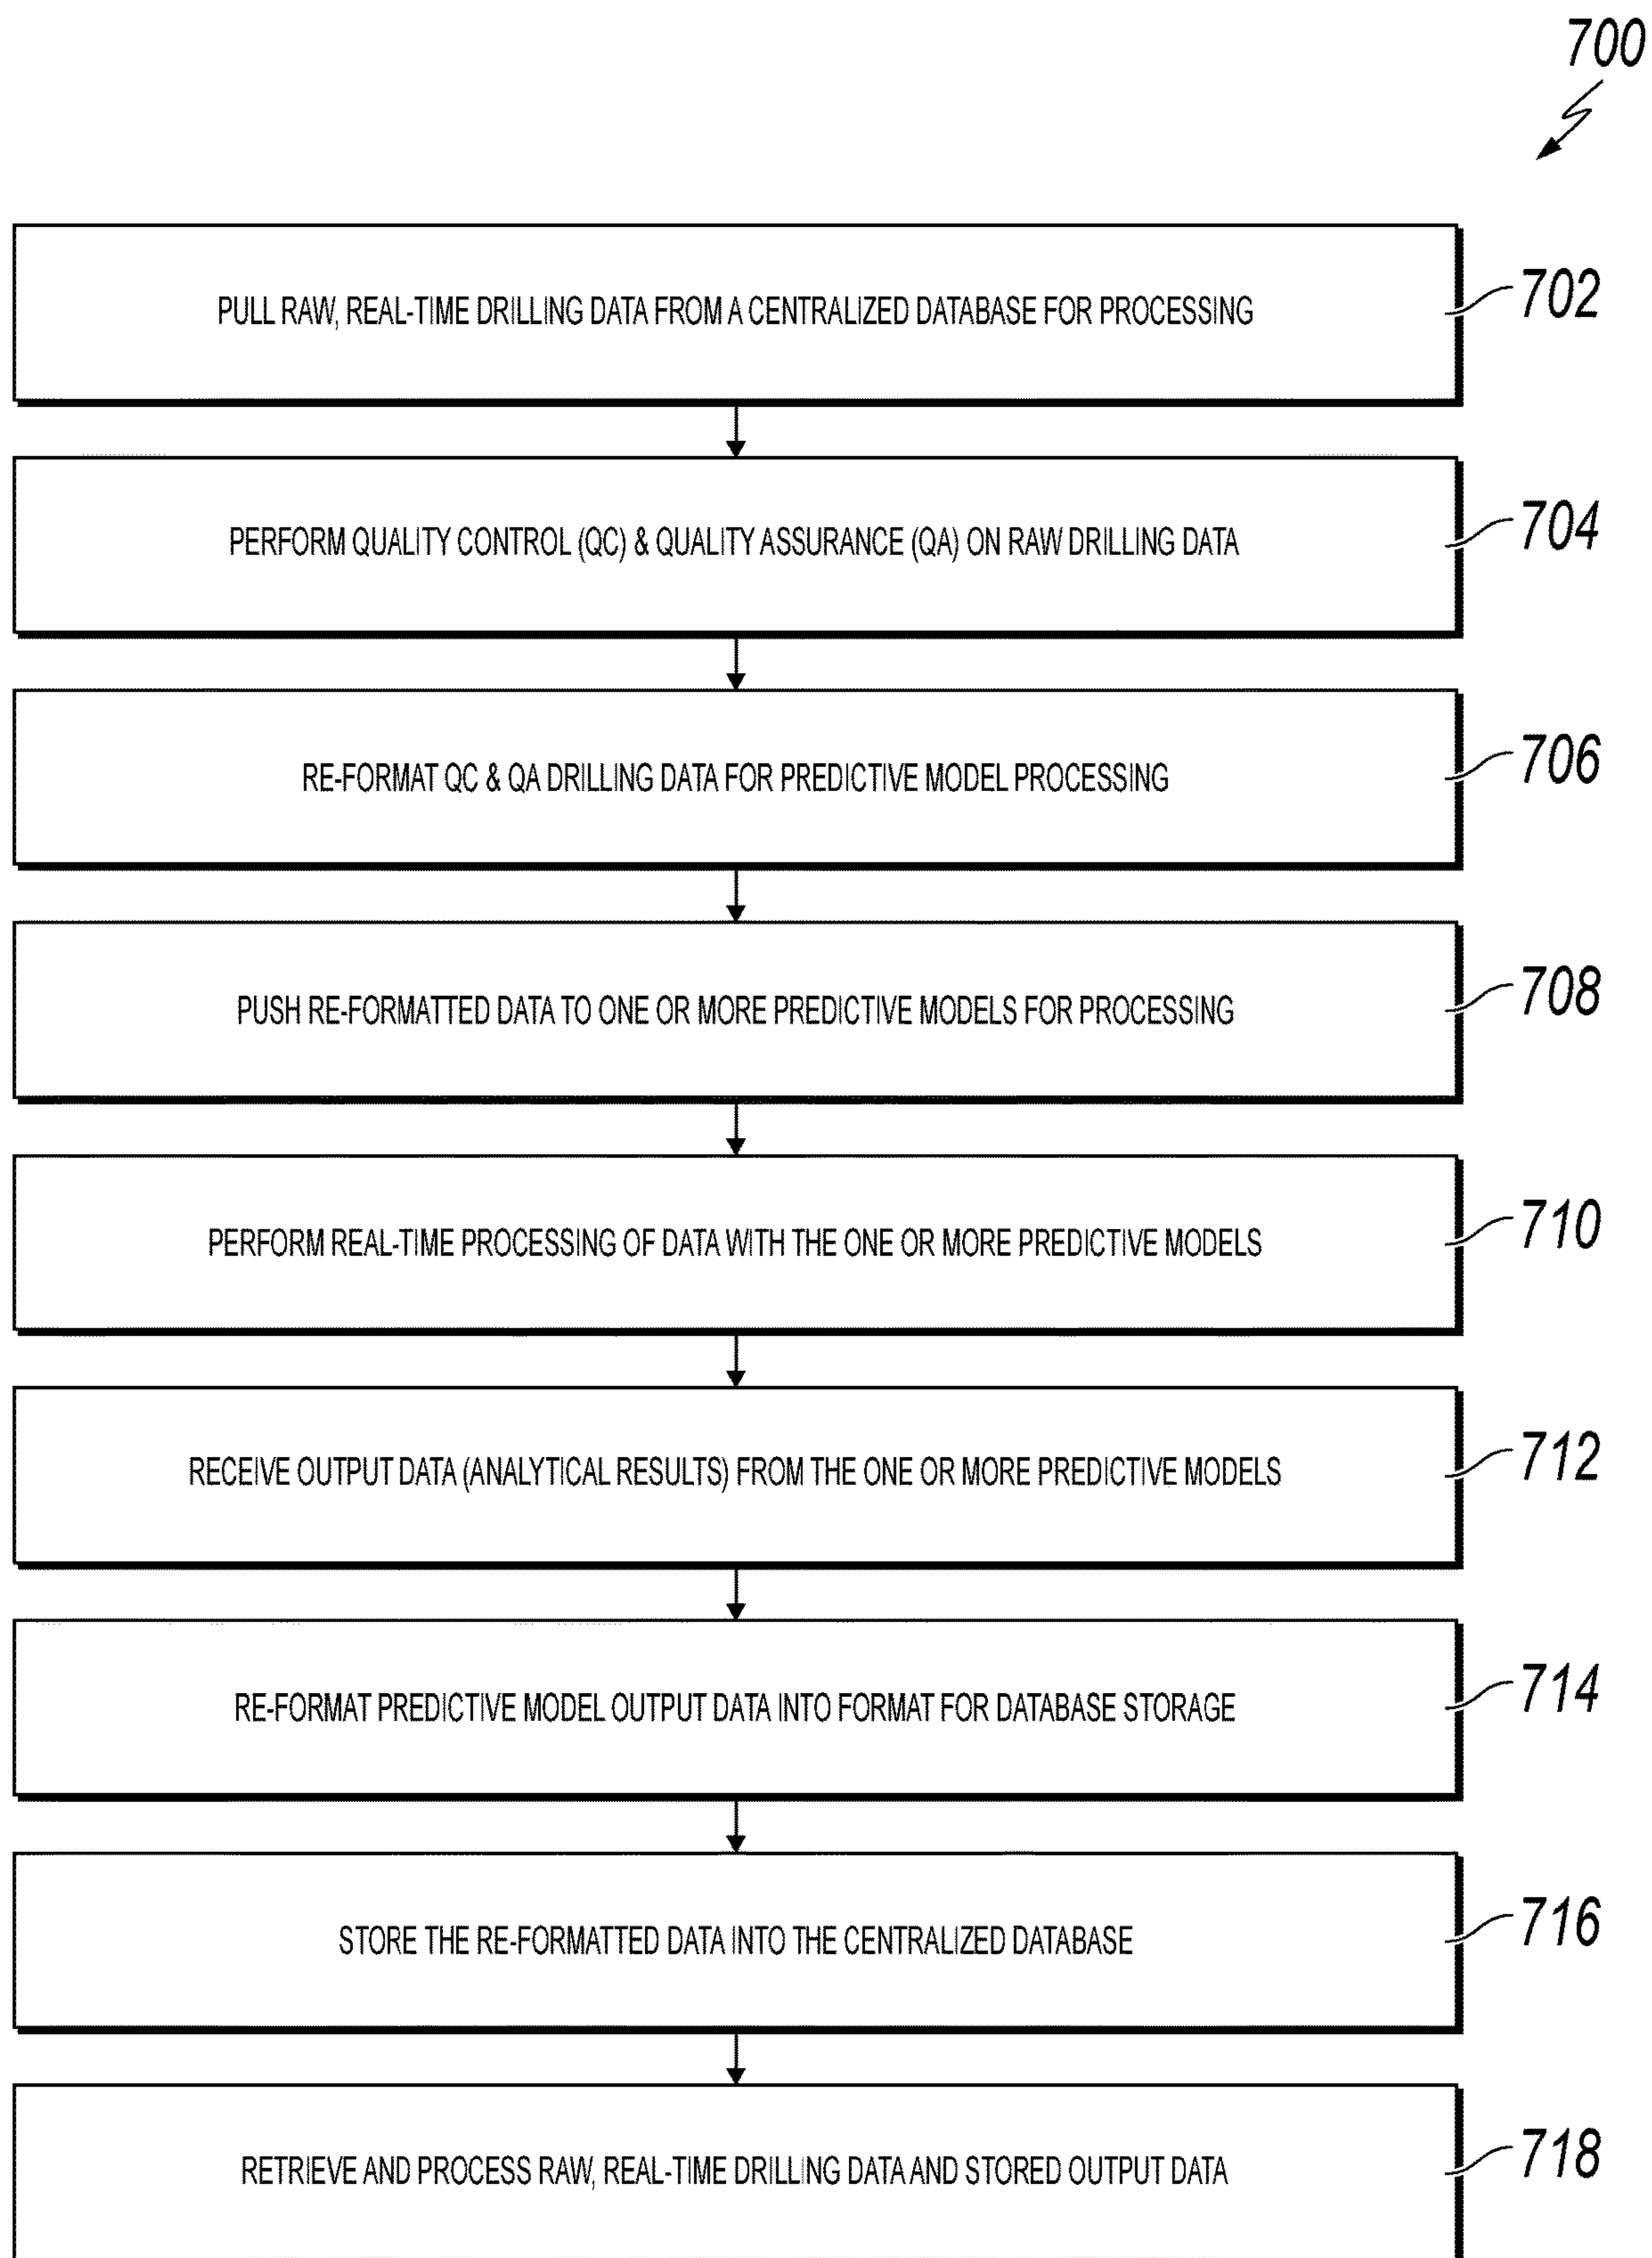 700
PULL RAW, REAL-TIME DRILLING DATA FROM A CENTRALIZED DATABASE FOR PROCESSING
702
PERFORM QUALITY CONTROL (QC) & QUALITY ASSURANCE (QA) ON RAW DRILLING DATA
704
RE-FORMAT QC & QA DRILLING DATA FOR PREDICTIVE MODEL PROCESSING
706
PUSH RE-FORMATTED DATA TO ONE OR MORE PREDICTIVE MODELS FOR PROCESSING
708
PERFORM REAL-TIME PROCESSING OF DATA WITH THE ONE OR MORE PREDICTIVE MODELS
710
RECEIVE OUTPUT DATA (ANALYTICAL RESULTS) FROM THE ONE OR MORE PREDICTIVE MODELS
712
RE-FORMAT PREDICTIVE MODEL OUTPUT DATA INTO FORMAT FOR DATABASE STORAGE
714
STORE THE RE-FORMATTED DATA INTO THE CENTRALIZED DATABASE
716
RETRIEVE AND PROCESS RAW, REAL-TIME DRILLING DATA AND STORED OUTPUT DATA
718